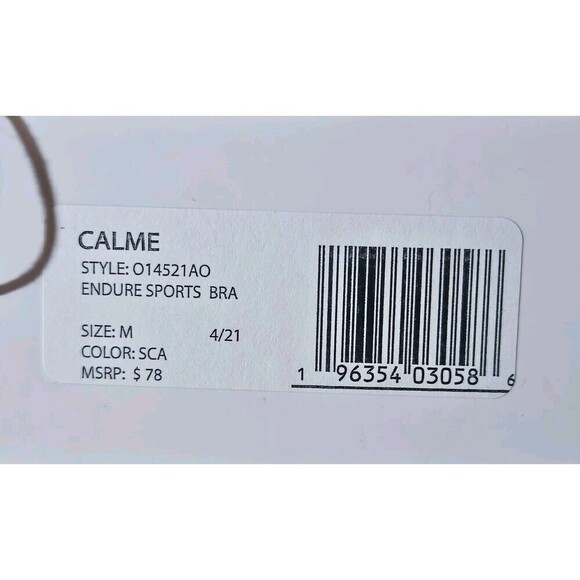 CALME
STYLE: O14521AO
ENDURE SPORTS BRA
SIZE: M 4/21
COLOR: SCA
MSRP: $ 78
1 96354 03058 6